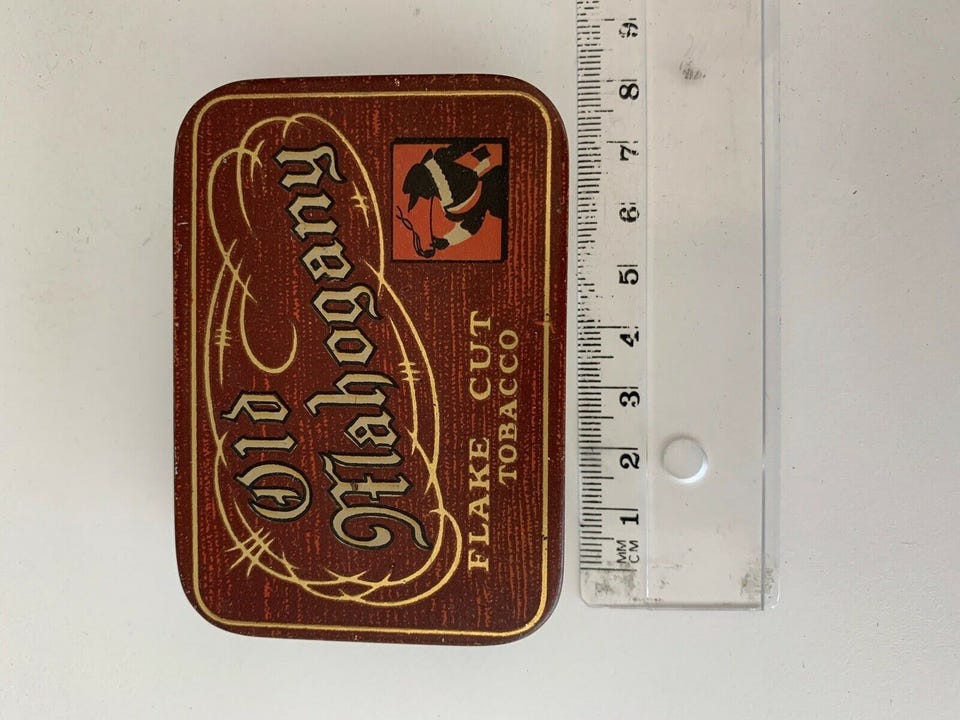 Old
Mahogany
FLAKE CUT
TOBACCO
MM
CM
1 2 3 4 5 6 7 8 9